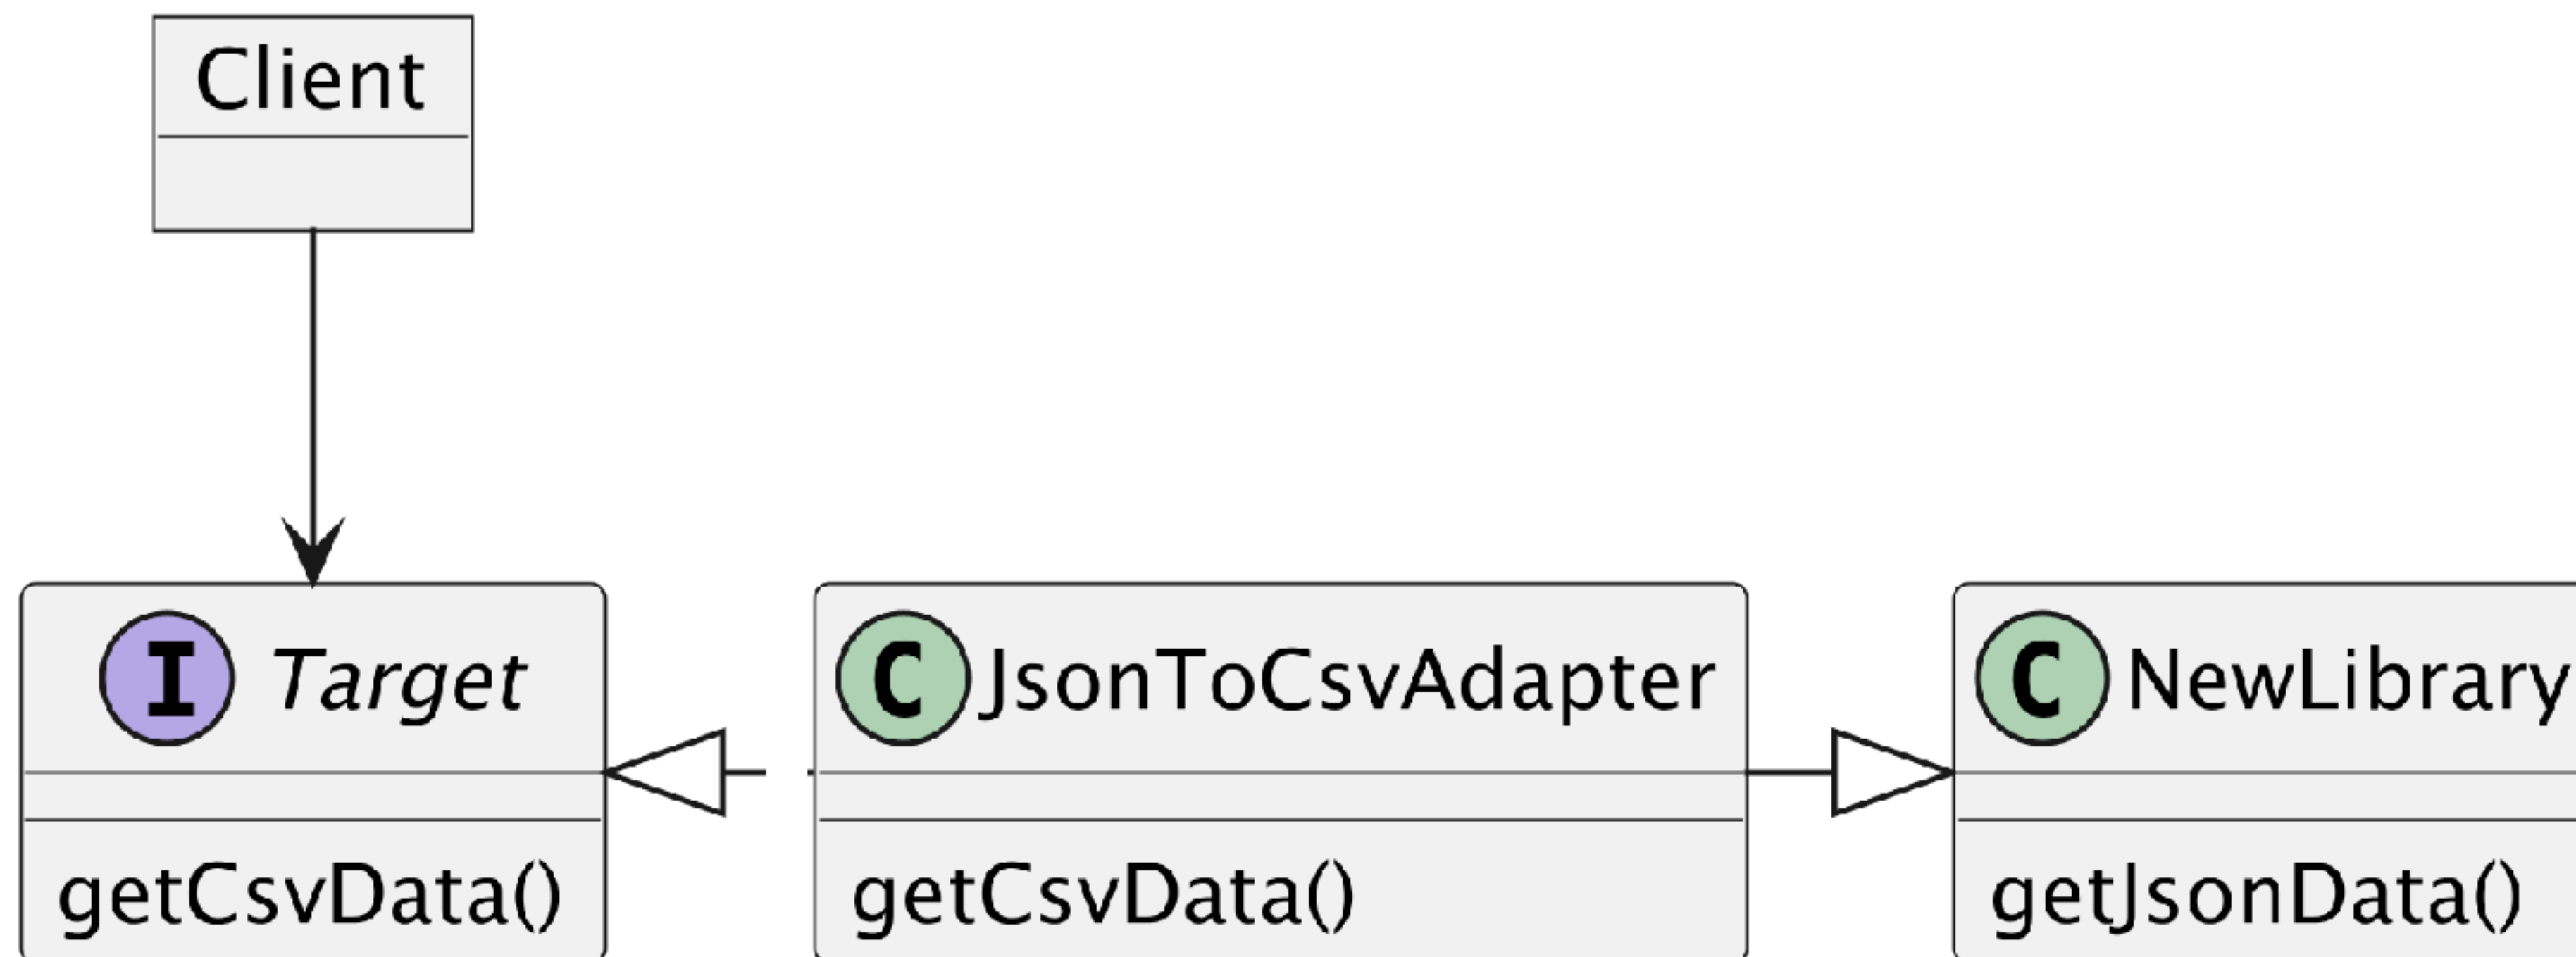 Client
I Target
C JsonToCsvAdapter
C NewLibrary
getCsvData()
getCsvData()
getJsonData()